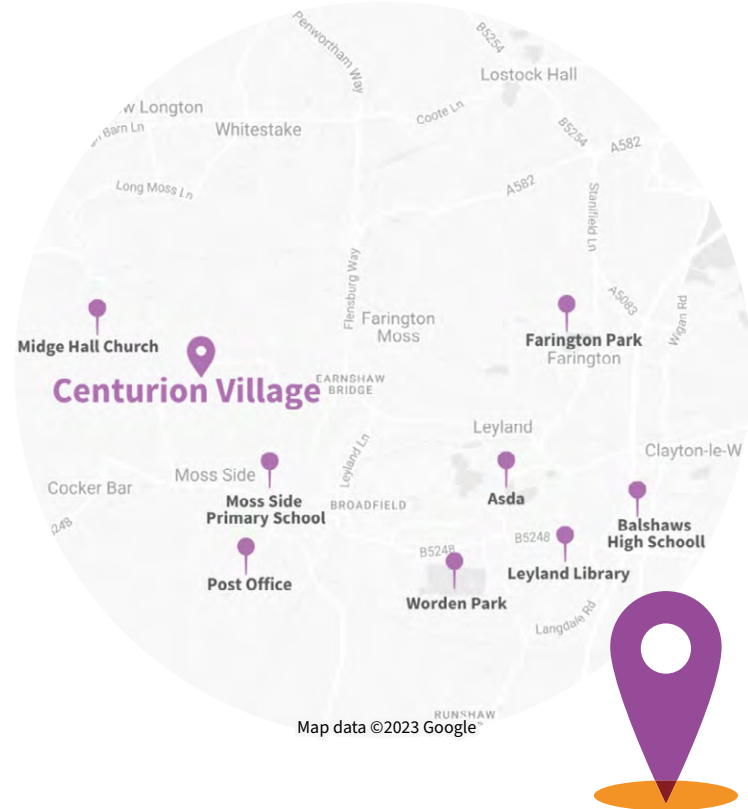 Penwortham Way
B5254
Lostock Hall
w Longton
Barn Ln
Whitestake
Coote Ln
B5254
A582
Long Moss Ln
A582
Stanifield Ln
Flensburg Way
A5083
Wigan Rd
Farington
Moss
Midge Hall Church
Farington Park
Farington
Centurion Village
EARNSHAW
BRIDGE
Leyland
Leyland Ln
Clayton-le-W
Moss Side
Cocker Bar
Asda
Moss Side
Primary School
BROADFIELD
Balshaws
High Schooll
5248
B5248
B5248
Post Office
Leyland Library
Worden Park
Langdale Rd
RUNSHAW
Map data ©2023 Google